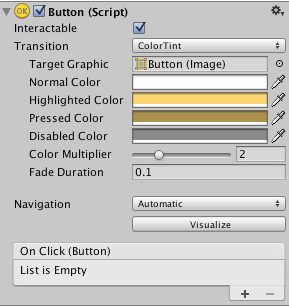 OK Button (Script)
Interactable
Transition ColorTint
Target Graphic Button (Image)
Normal Color
Highlighted Color
Pressed Color
Disabled Color
Color Multiplier 2
Fade Duration 0.1
Navigation Automatic
Visualize
On Click (Button)
List is Empty
+ −